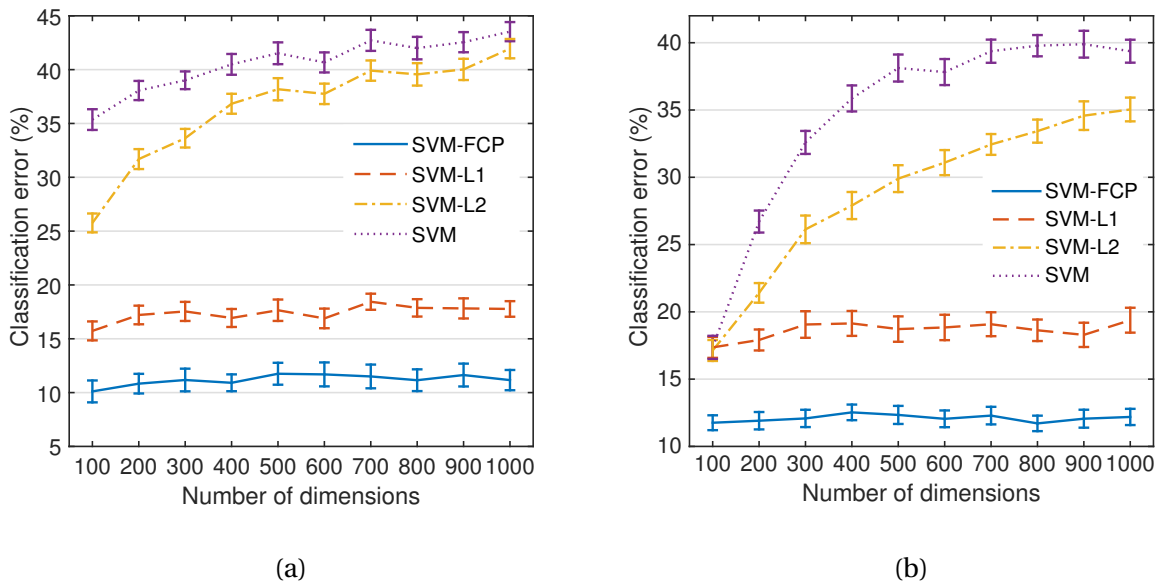 45
40
35
30
25
20
15
10
5
Classification error (%)
SVM-FCP
SVM-L1
SVM-L2
SVM
100 200 300 400 500 600 700 800 900 1000
Number of dimensions
(a)
40
35
30
25
20
15
10
Classification error (%)
SVM-FCP
SVM-L1
SVM-L2
SVM
100 200 300 400 500 600 700 800 900 1000
Number of dimensions
(b)